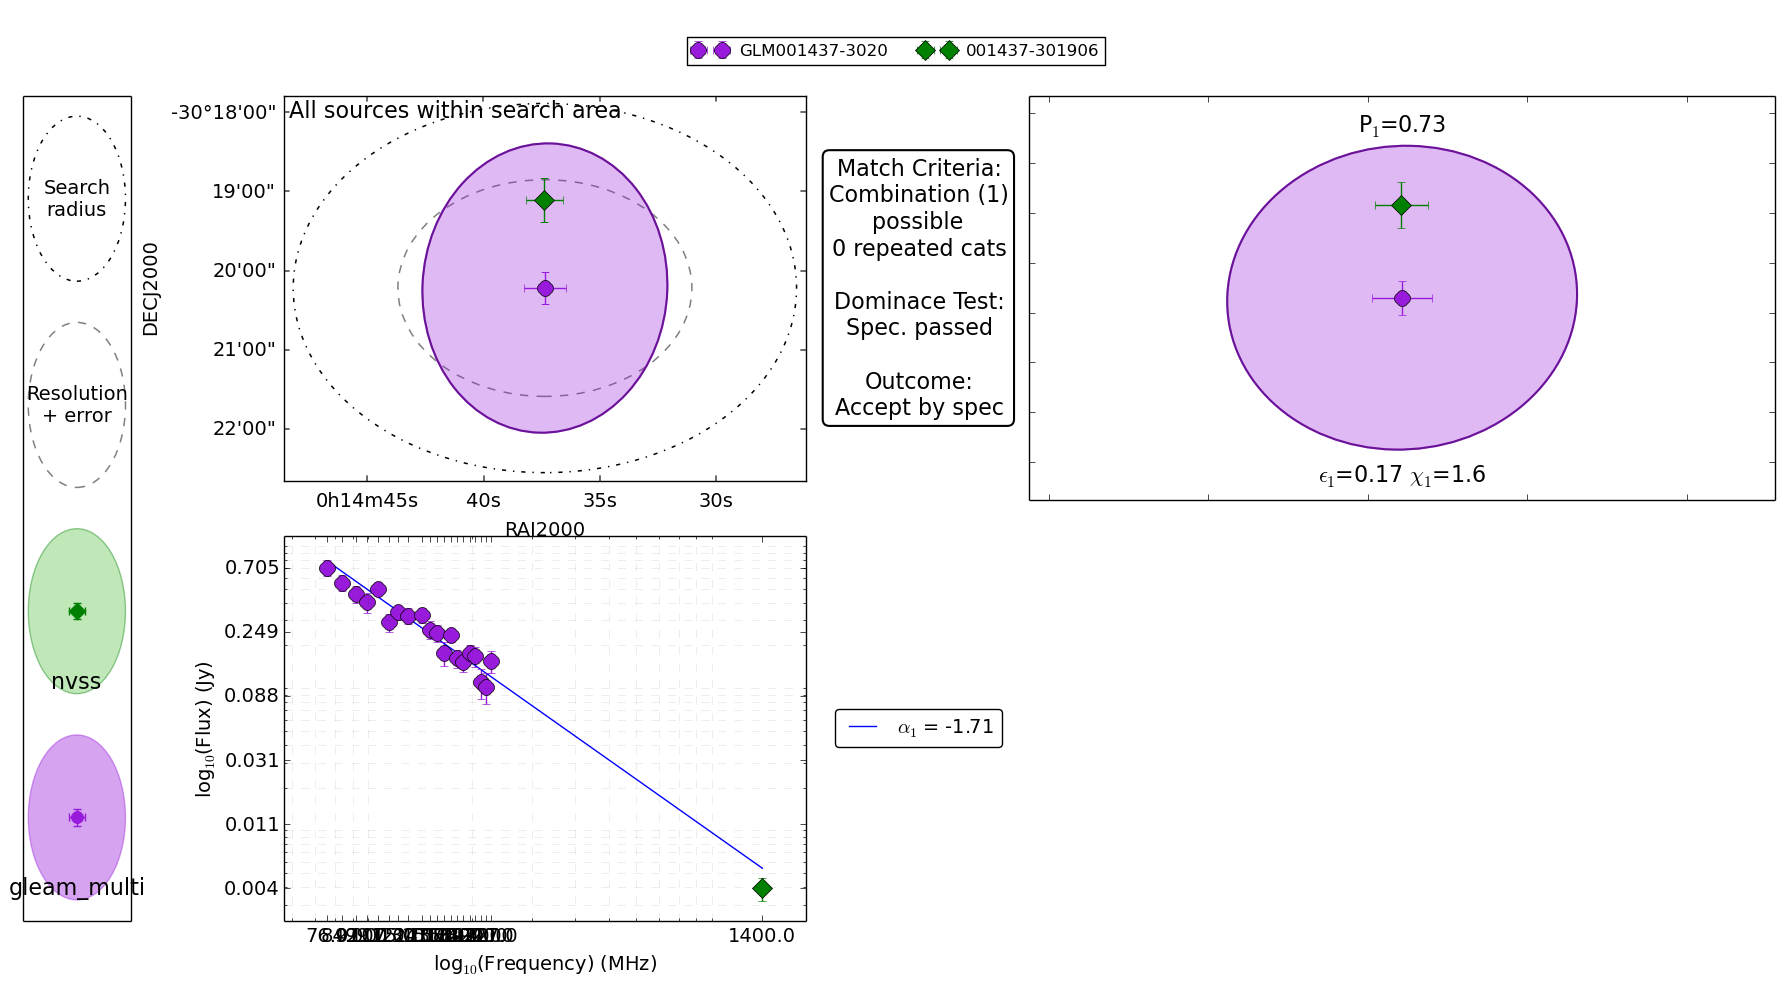 GLM001437-3020 001437-301906
Search
radius
Resolution
+ error
nvss
gleam_multi
All sources within search area
DECJ2000
-30°18'00"
19'00"
20'00"
21'00"
22'00"
0h14m45s 40s 35s 30s
RAJ2000
Match Criteria:
Combination (1)
possible
0 repeated cats
Dominace Test:
Spec. passed
Outcome:
Accept by spec
P₁=0.73
ϵ₁=0.17 χ₁=1.6
log₁₀(Flux) (Jy)
0.705
0.249
0.088
0.031
0.011
0.004
1400.0
log₁₀(Frequency) (MHz)
α₁ = -1.71